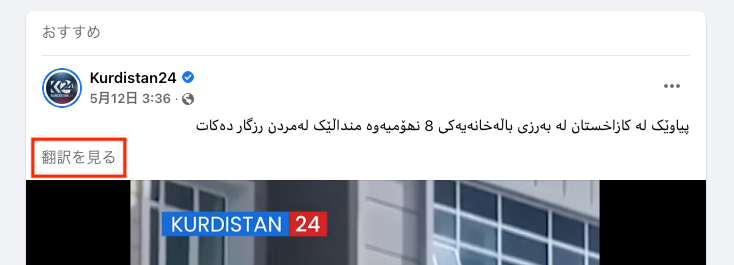 おすすめ
Kurdistan24
5月12日 3:36 ·
پیاوێک لە کازاخستان لە بەرزی باڵەخانەیەکی 8 نهۆمیەوە منداڵێک لەمردن رزگار دەکات
翻訳を見る
KURDISTAN 24